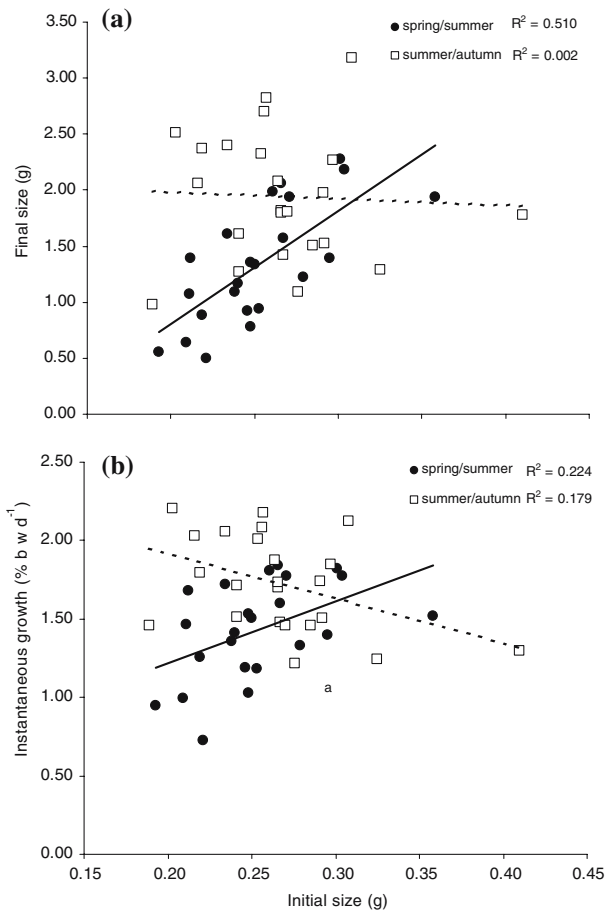 (a)
● spring/summer R² = 0.510
□ summer/autumn R² = 0.002
3.50
3.00
2.50
2.00
1.50
1.00
0.50
0.00
Final size (g)
(b)
● spring/summer R² = 0.224
□ summer/autumn R² = 0.179
2.50
2.00
1.50
1.00
0.50
0.00
Instantaneous growth (% b w d⁻¹)
a
0.15 0.20 0.25 0.30 0.35 0.40 0.45
Initial size (g)